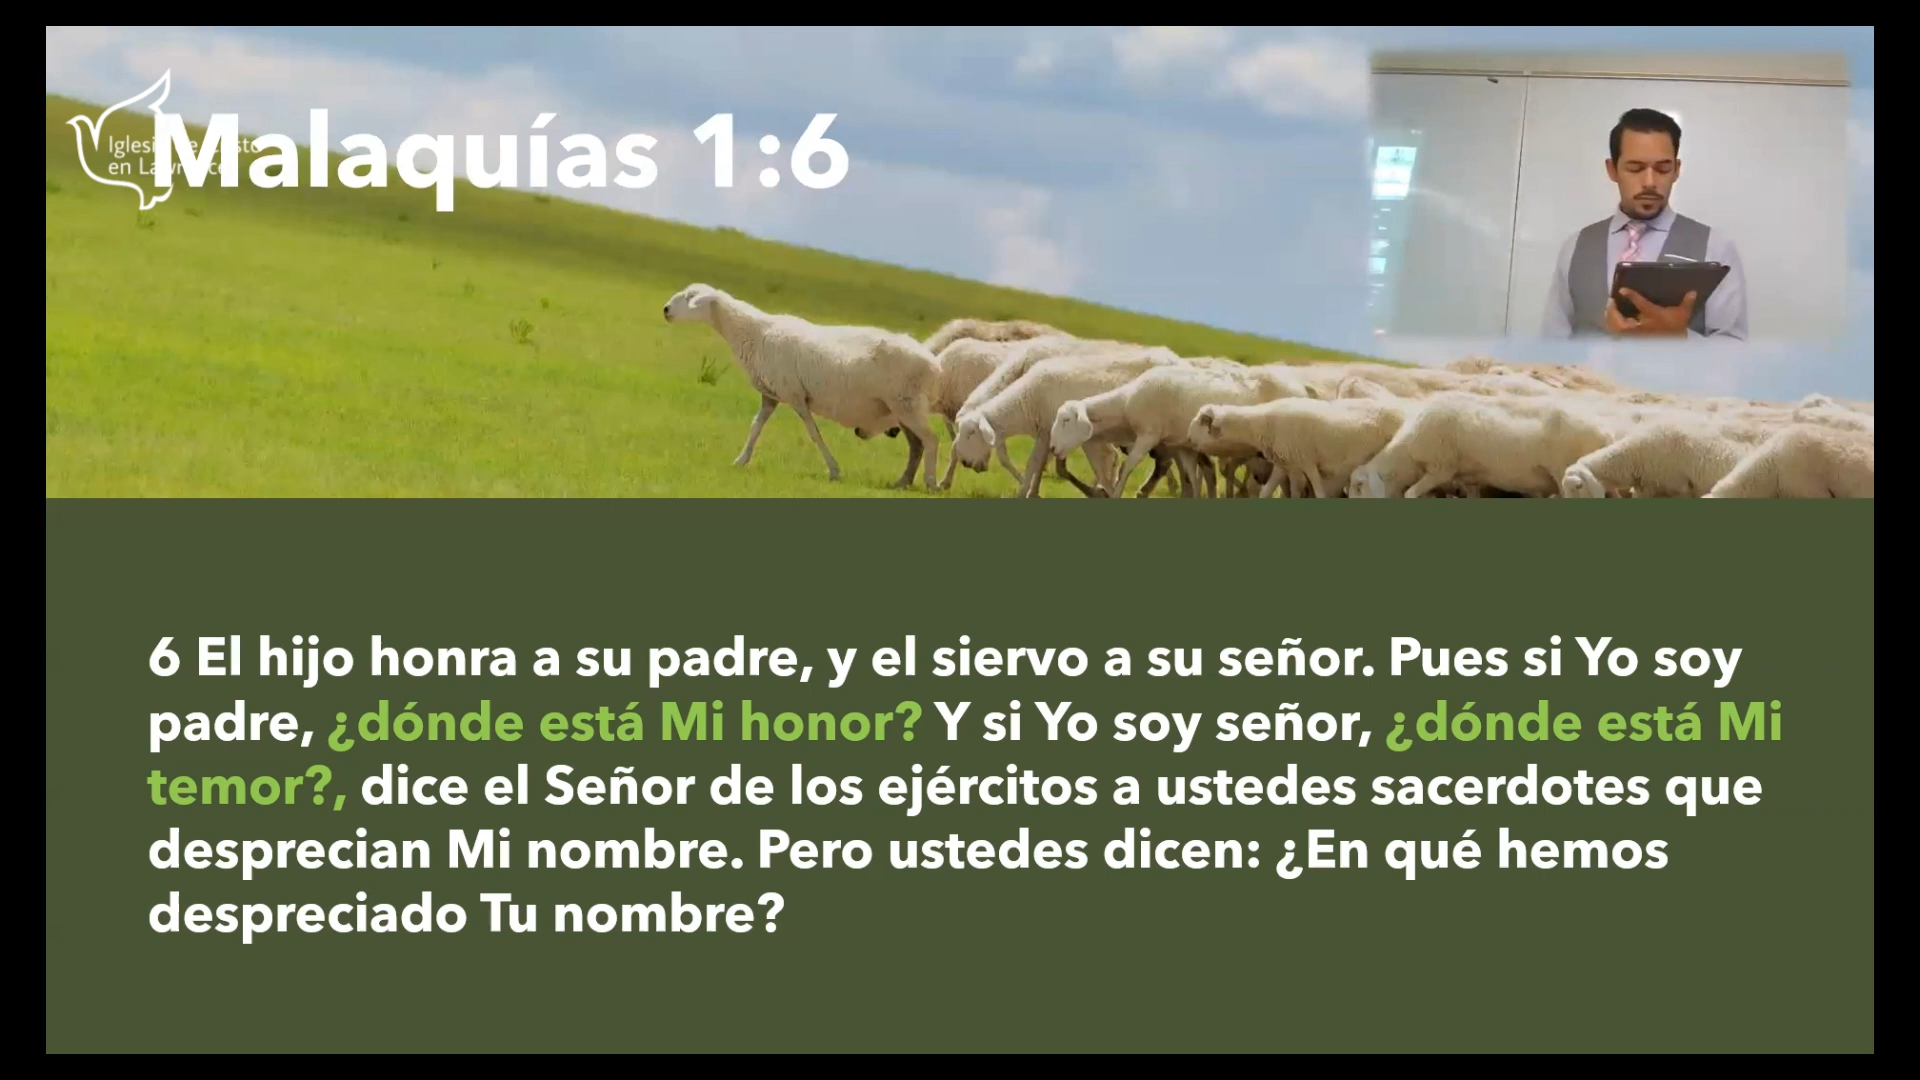 Malaquías 1:6
en
6 El hijo honra a su padre, y el siervo a su señor. Pues si Yo soy
padre, ¿dónde está Mi honor? Y si Yo soy señor, ¿dónde está Mi
temor?, dice el Señor de los ejércitos a ustedes sacerdotes que
desprecian Mi nombre. Pero ustedes dicen: ¿En qué hemos
despreciado Tu nombre?